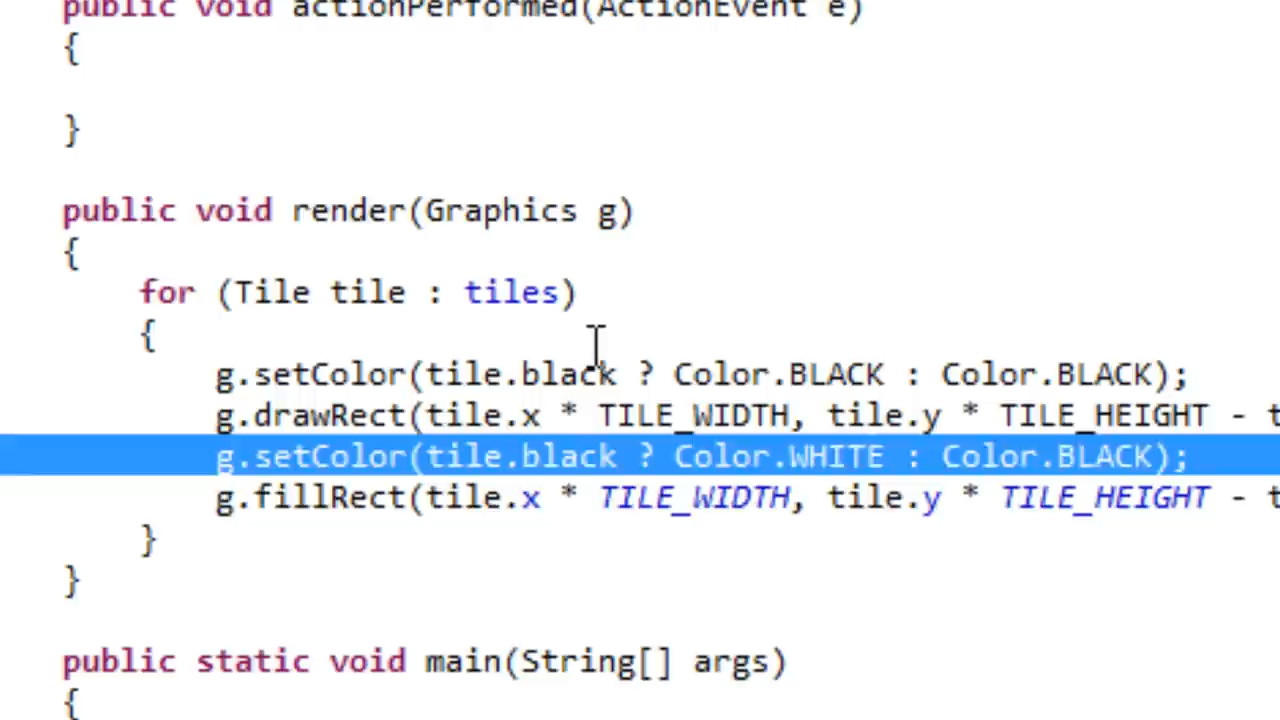 public void actionPerformed(ActionEvent e)
{
}
public void render(Graphics g)
{
for (Tile tile : tiles)
{
g.setColor(tile.black ? Color.BLACK : Color.BLACK);
g.drawRect(tile.x * TILE_WIDTH, tile.y * TILE_HEIGHT - t
g.setColor(tile.black ? Color.WHITE : Color.BLACK);
g.fillRect(tile.x * TILE_WIDTH, tile.y * TILE_HEIGHT - t
}
}
public static void main(String[] args)
{